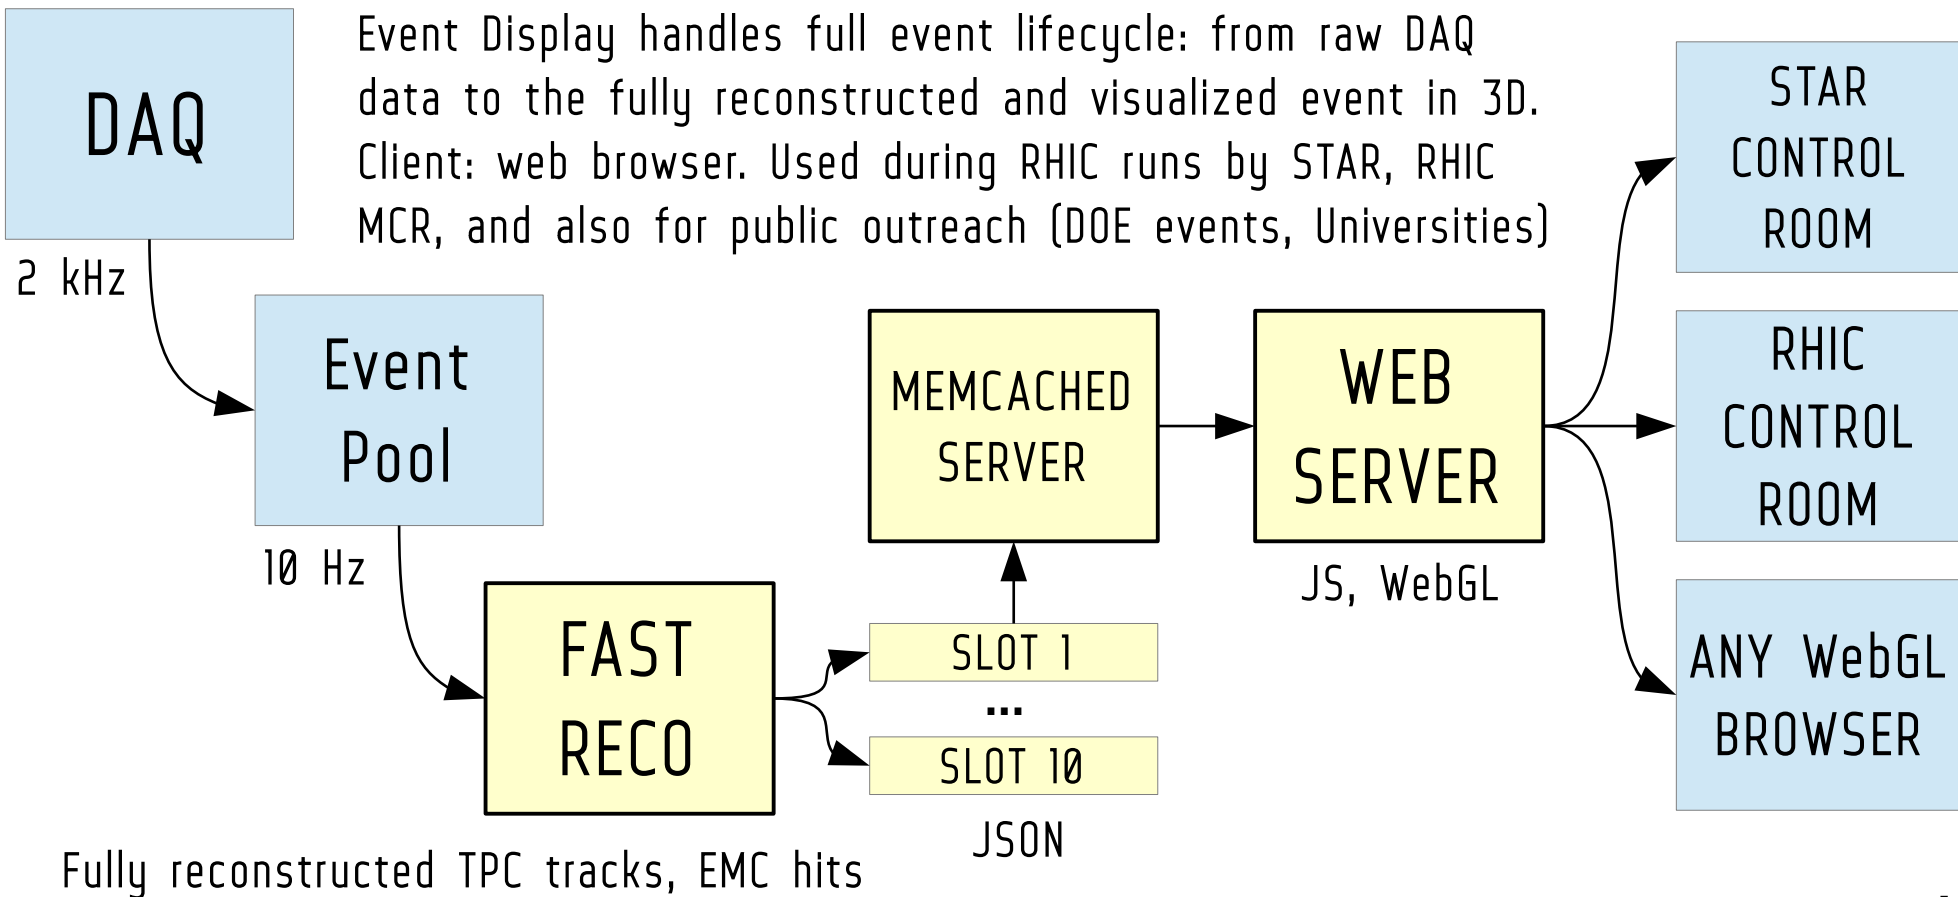 DAQ
Event Display handles full event lifecycle: from raw DAQ
data to the fully reconstructed and visualized event in 3D.
Client: web browser. Used during RHIC runs by STAR, RHIC
MCR, and also for public outreach (DOE events, Universities)
2 kHz
Event
Pool
10 Hz
FAST
RECO
Fully reconstructed TPC tracks, EMC hits
SLOT 1
...
SLOT 10
JSON
MEMCACHED
SERVER
WEB
SERVER
JS, WebGL
STAR
CONTROL
ROOM
RHIC
CONTROL
ROOM
ANY WebGL
BROWSER